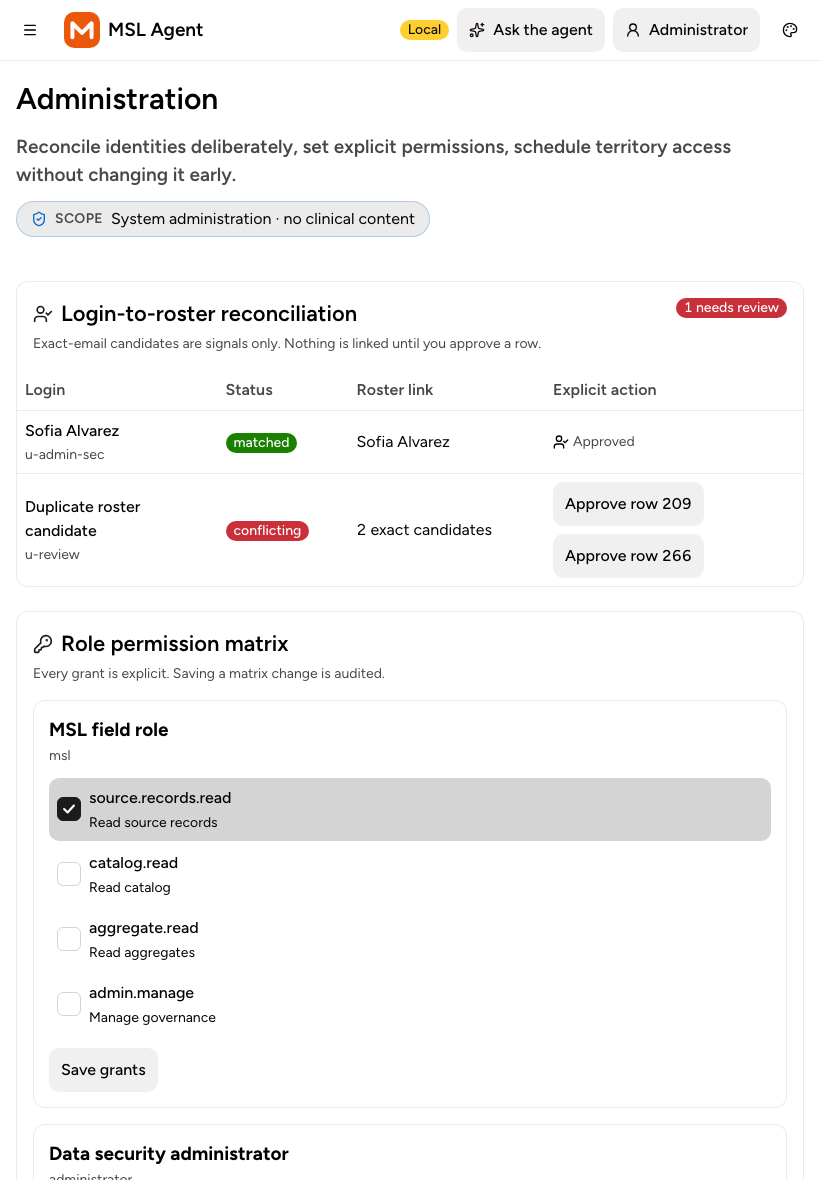 MSL Agent
Local
Ask the agent
Administrator
Administration
Reconcile identities deliberately, set explicit permissions, schedule territory access
without changing it early.
SCOPE System administration · no clinical content
Login-to-roster reconciliation
1 needs review
Exact-email candidates are signals only. Nothing is linked until you approve a row.
Login Status Roster link Explicit action
Sofia Alvarez
u-admin-sec
matched
Sofia Alvarez
Approved
Duplicate roster
candidate
u-review
conflicting
2 exact candidates
Approve row 209
Approve row 266
Role permission matrix
Every grant is explicit. Saving a matrix change is audited.
MSL field role
msl
source.records.read
Read source records
catalog.read
Read catalog
aggregate.read
Read aggregates
admin.manage
Manage governance
Save grants
Data security administrator
administrator